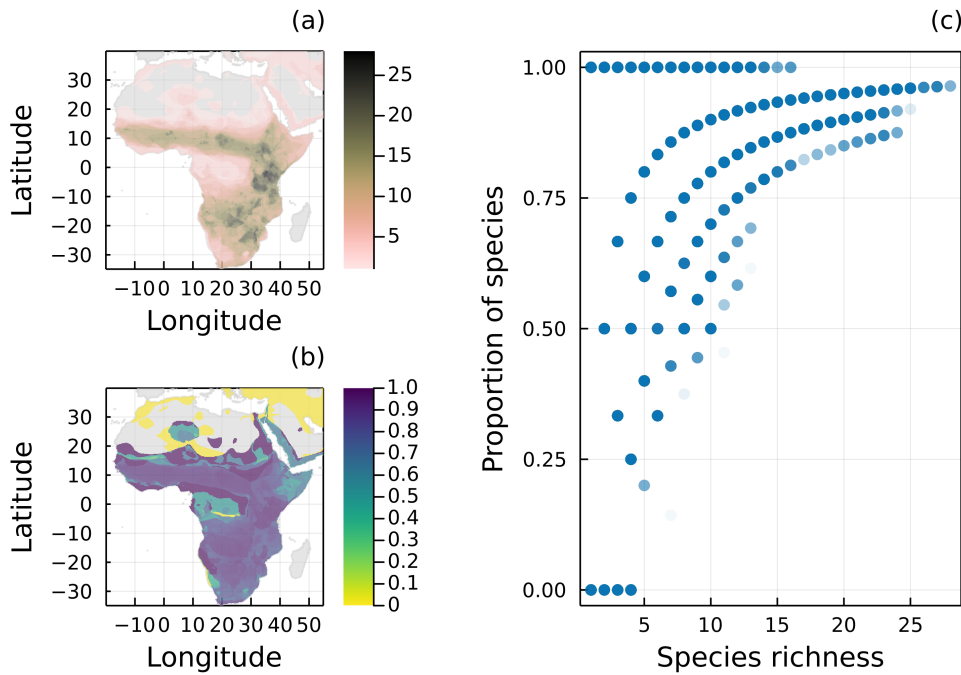 (a)
30
20
10
0
−10
−20
−30
Latitude
−10 0 10 20 30 40 50
Longitude
25
20
15
10
5
(b)
30
20
10
0
−10
−20
−30
Latitude
−10 0 10 20 30 40 50
Longitude
1.0
0.9
0.8
0.7
0.6
0.5
0.4
0.3
0.2
0.1
0
(c)
1.00
0.75
0.50
0.25
0.00
Proportion of species
5 10 15 20 25
Species richness